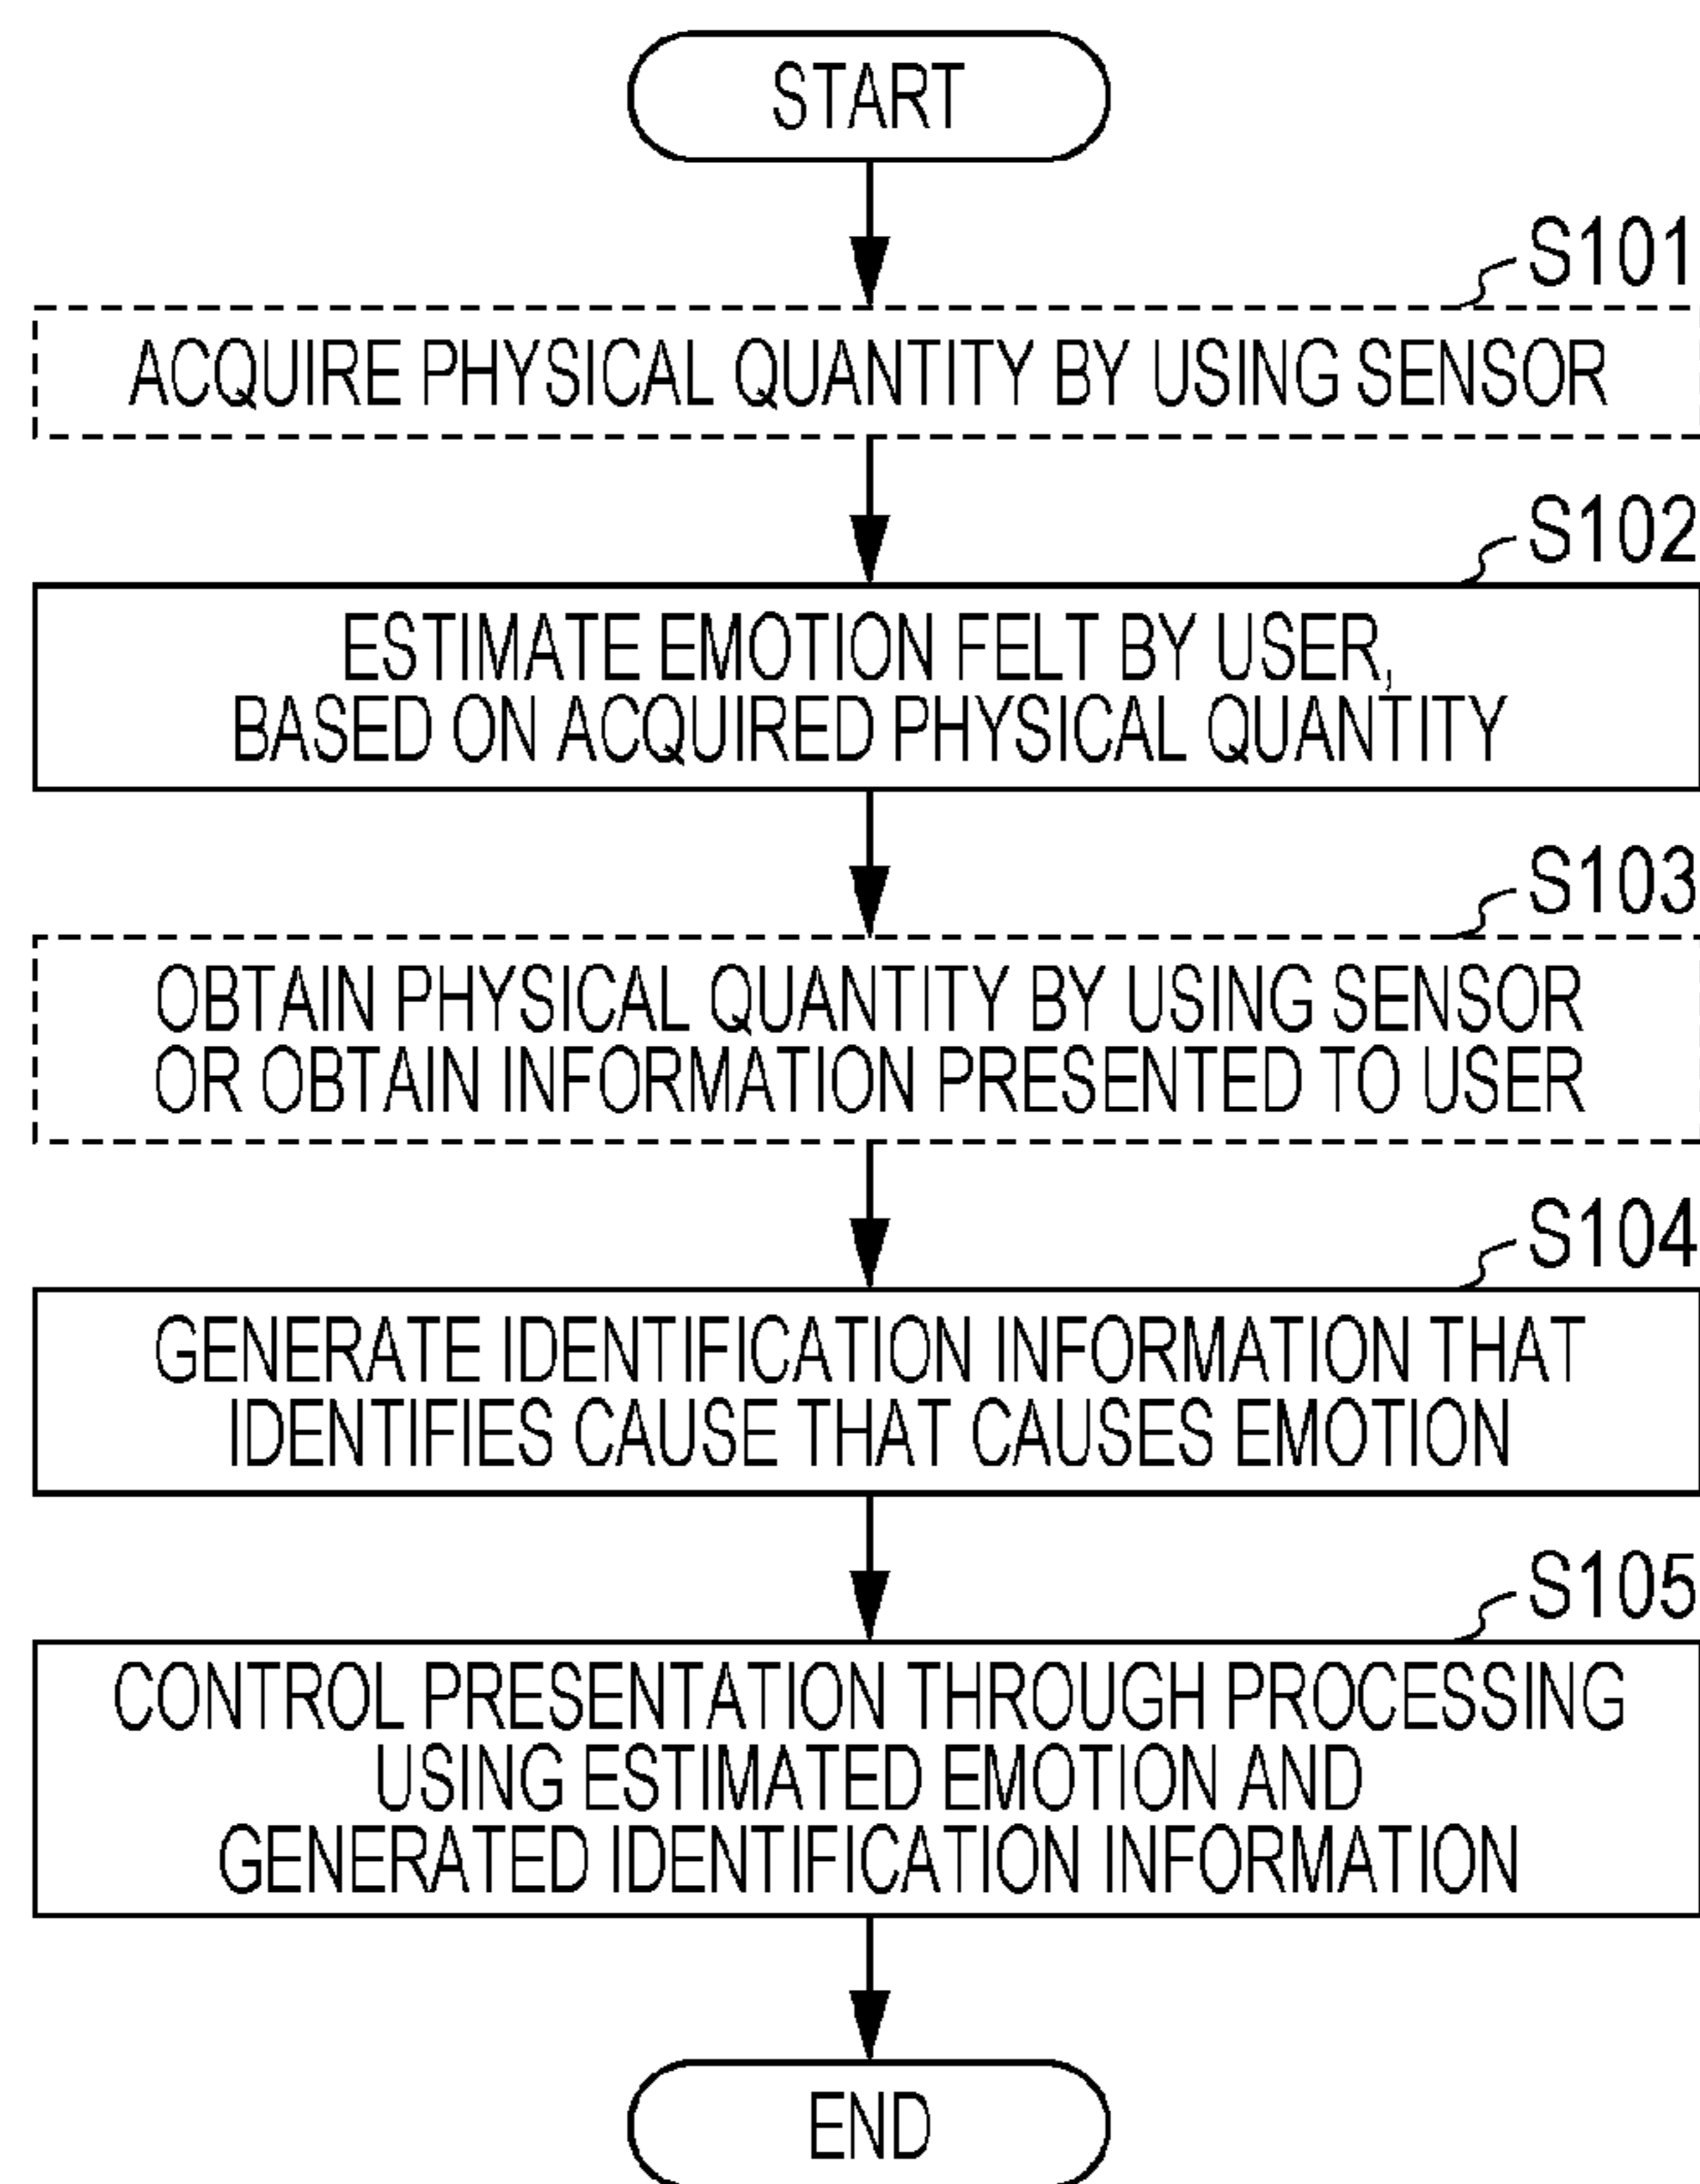 START
S101
ACQUIRE PHYSICAL QUANTITY BY USING SENSOR
S102
ESTIMATE EMOTION FELT BY USER,
BASED ON ACQUIRED PHYSICAL QUANTITY
S103
OBTAIN PHYSICAL QUANTITY BY USING SENSOR
OR OBTAIN INFORMATION PRESENTED TO USER
S104
GENERATE IDENTIFICATION INFORMATION THAT
IDENTIFIES CAUSE THAT CAUSES EMOTION
S105
CONTROL PRESENTATION THROUGH PROCESSING
USING ESTIMATED EMOTION AND
GENERATED IDENTIFICATION INFORMATION
END